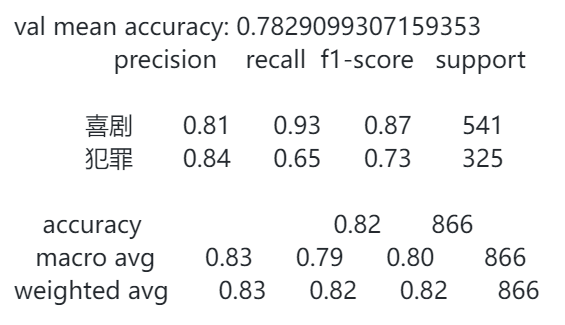 val mean accuracy: 0.7829099307159353
precision recall f1-score support
喜剧 0.81 0.93 0.87 541
犯罪 0.84 0.65 0.73 325
accuracy 0.82 866
macro avg 0.83 0.79 0.80 866
weighted avg 0.83 0.82 0.82 866